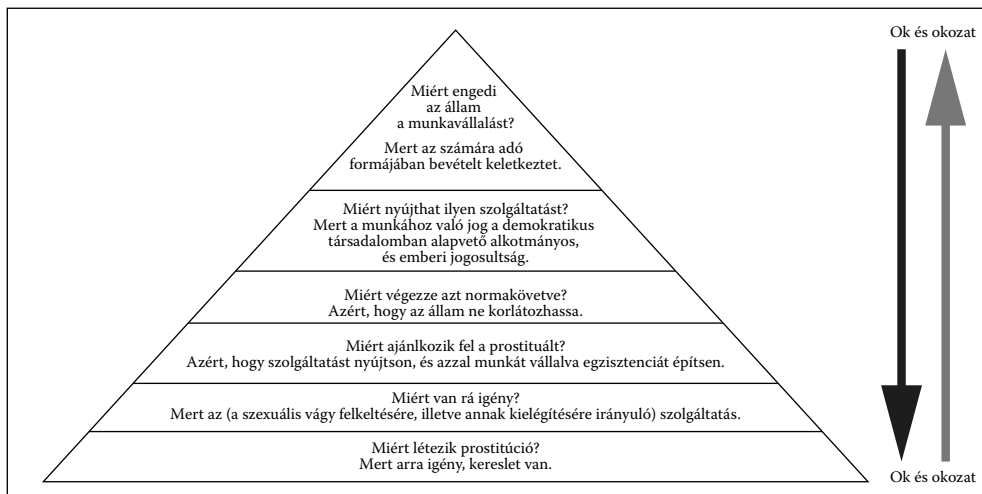 Ok és okozat
Miért engedi
az állam
a munkavállalást?
Mert az számára adó
formájában bevételt keletkeztet.
Miért nyújthat ilyen szolgáltatást?
Mert a munkához való jog a demokratikus
társadalomban alapvető alkotmányos,
és emberi jogosultság.
Miért végezze azt normakövetve?
Azért, hogy az állam ne korlátozhassa.
Miért ajánlkozik fel a prostituált?
Azért, hogy szolgáltatást nyújtson, és azzal munkát vállalva egzisztenciát építsen.
Miért van rá igény?
Mert az (a szexuális vágy felkeltésére, illetve annak kielégítésére irányuló) szolgáltatás.
Miért létezik prostitúció?
Mert arra igény, kereslet van.
Ok és okozat